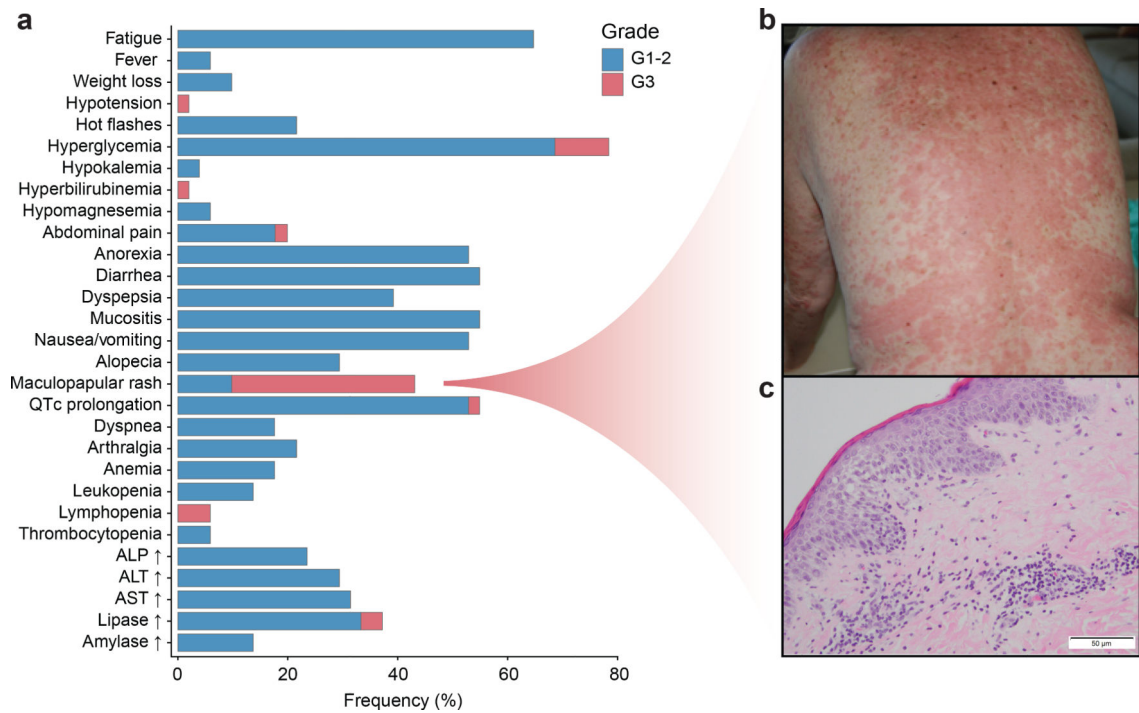 a
Fatigue
Fever
Weight loss
Hypotension
Hot flashes
Hyperglycemia
Hypokalemia
Hyperbilirubinemia
Hypomagnesemia
Abdominal pain
Anorexia
Diarrhea
Dyspepsia
Mucositis
Nausea/vomiting
Alopecia
Maculopapular rash
QTc prolongation
Dyspnea
Arthralgia
Anemia
Leukopenia
Lymphopenia
Thrombocytopenia
ALP ↑
ALT ↑
AST ↑
Lipase ↑
Amylase ↑
0 20 40 60 80
Frequency (%)
Grade
G1-2
G3
b
c
50 µm